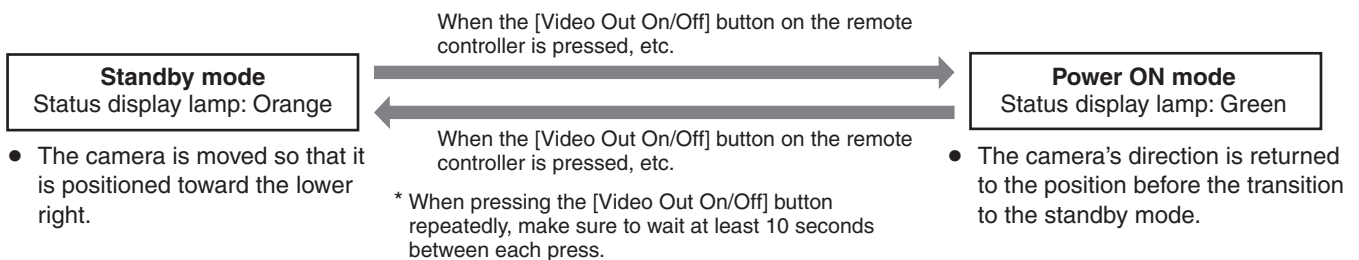 When the [Video Out On/Off] button on the remote
controller is pressed, etc.
Standby mode
Status display lamp: Orange
Power ON mode
Status display lamp: Green
When the [Video Out On/Off] button on the remote
controller is pressed, etc.
• The camera is moved so that it
is positioned toward the lower
right.
* When pressing the [Video Out On/Off] button
repeatedly, make sure to wait at least 10 seconds
between each press.
• The camera’s direction is returned
to the position before the transition
to the standby mode.